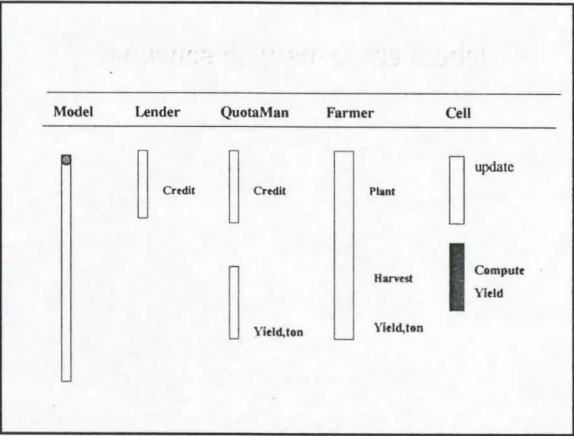 Model Lender QuotaMan Farmer Cell
update
Credit Credit Plant
Harvest Compute
Yield
Yield,ton Yield,ton